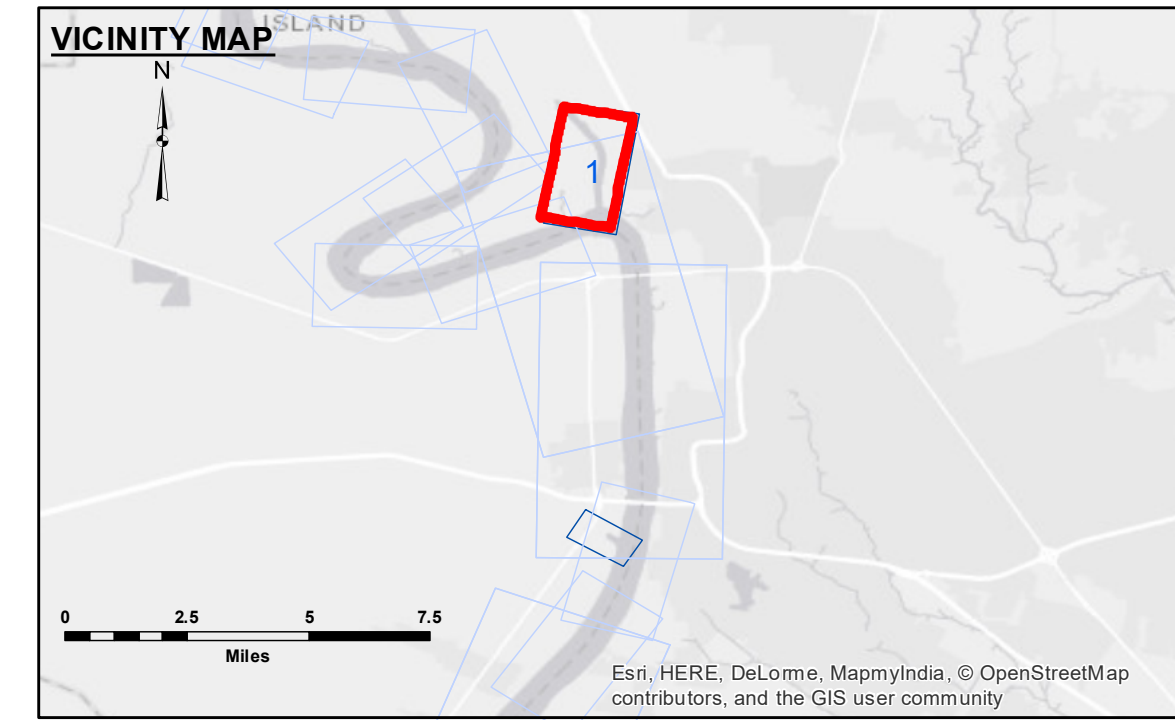 ISLAND
VICINITY MAP
N
1
0 2.5 5 7.5
Miles
Esri, HERE, DeLorme, MapmyIndia, © OpenStreetMap
contributors, and the GIS user community